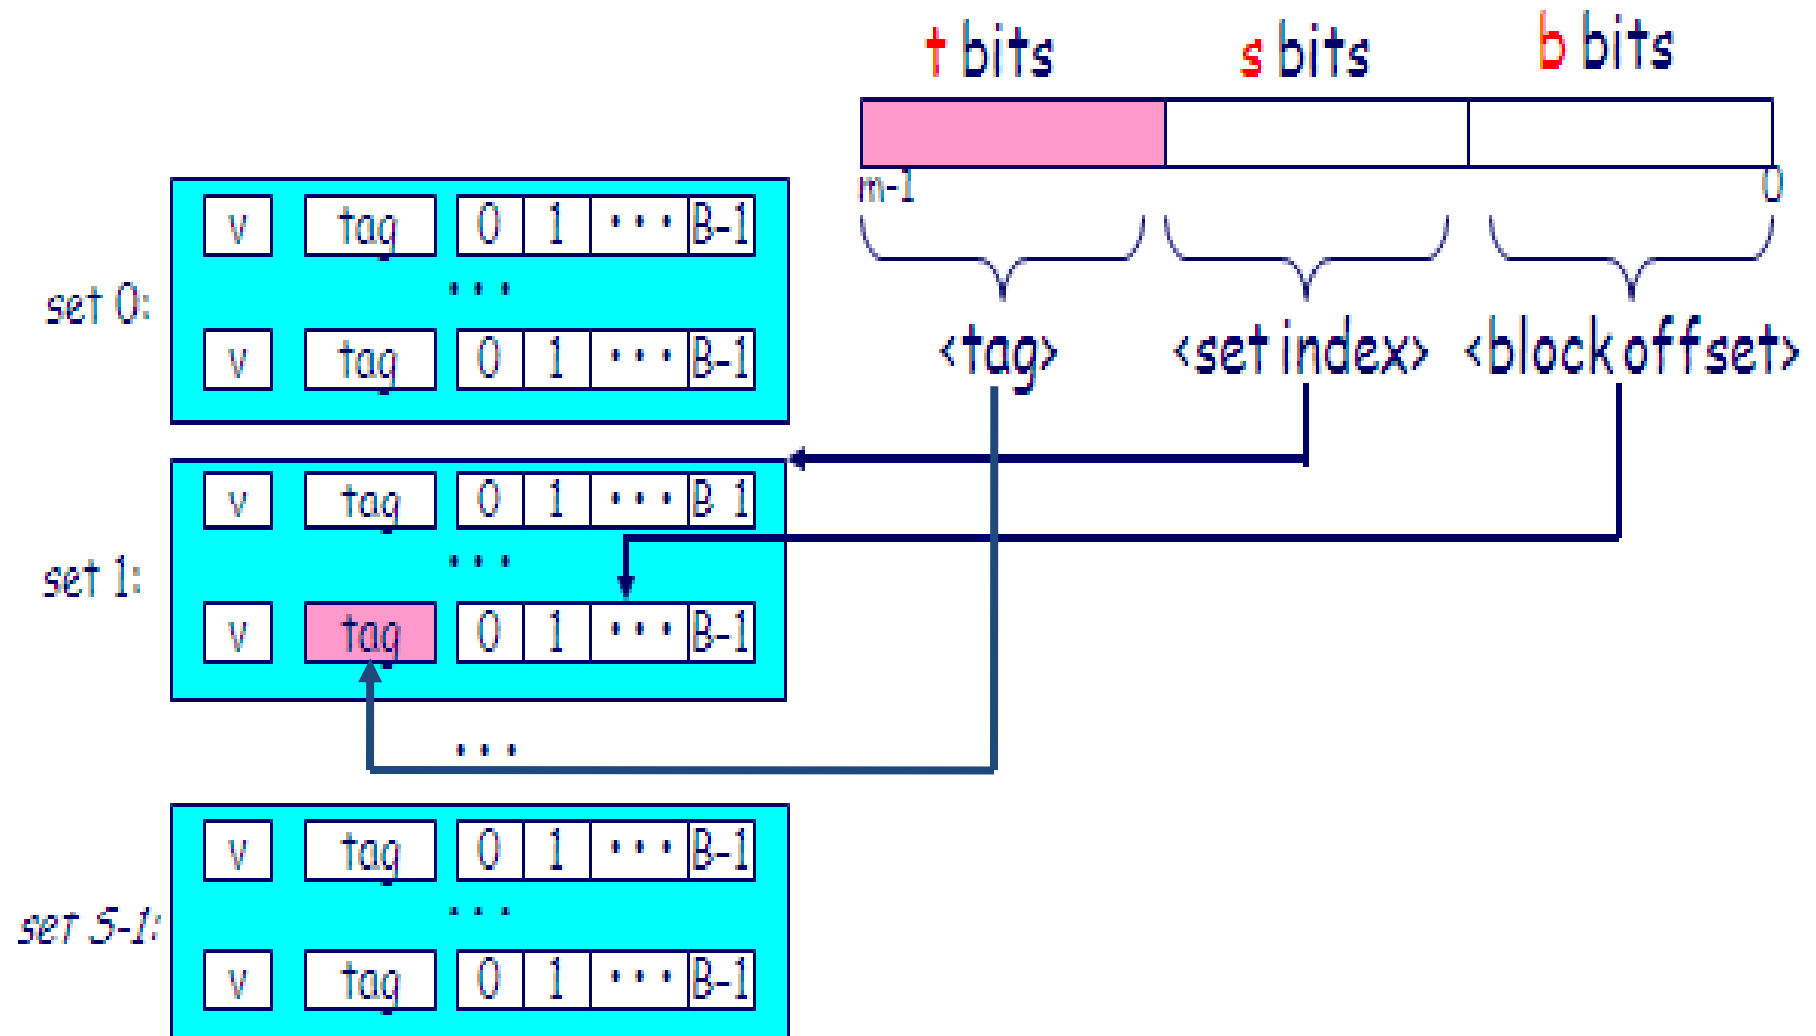 t bits s bits b bits
m-1 0
<tag> <set index> <block offset>
v tag 0 1 ... B-1
set 0: ...
v tag 0 1 ... B-1
v tag 0 1 ... B 1
set 1: ...
v tag 0 1 ... B-1
...
v tag 0 1 ... B-1
set S-1: ...
v tag 0 1 ... B-1